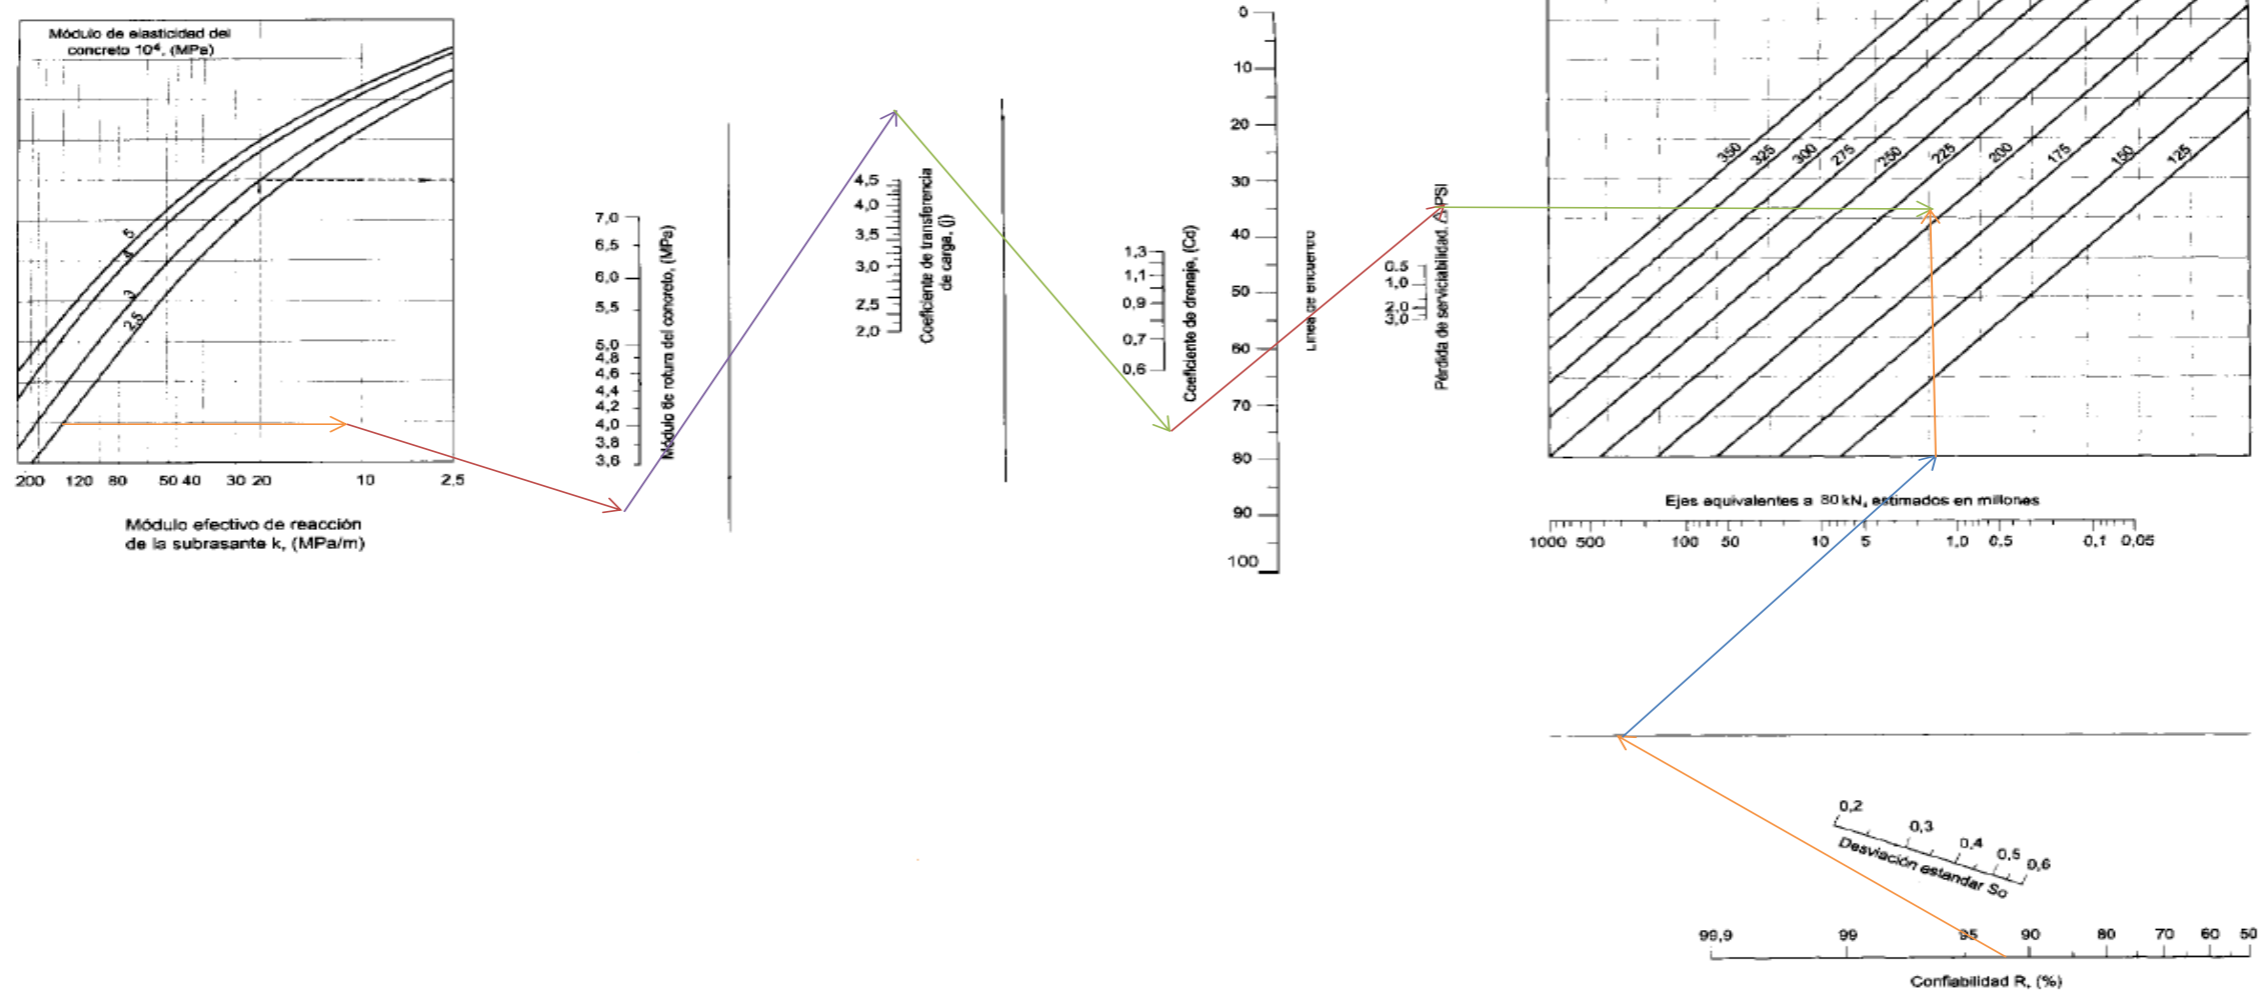 Módulo de elasticidad del
concreto 10⁴, (MPa)
5
4
3
2,5
200 120 80 50 40 30 20 10 2,5
Módulo efectivo de reacción
de la subrasante k, (MPa/m)
7,0
6,5
6,0
5,5
5,0
4,8
4,6
4,4
4,2
4,0
3,8
3,6
Módulo de rotura del concreto, (MPa)
4,5
4,0
3,5
3,0
2,5
2,0
Coeficiente de transferencia
de carga, (j)
1,3
1,1
0,9
0,7
0,6
Coeficiente de drenaje, (Cd)
0
10
20
30
40
50
60
70
80
90
100
Línea de encuentro
0.5
1,0
2,0
3,0
Pérdida de serviciabilidad. Δ PSI
350 325 300 275 250 225 200 175 150 125
Ejes equivalentes a 80 kN, estimados en millones
1000 500 100 50 10 5 1,0 0,5 0,1 0,05
0,2 0,3 0,4 0,5 0,6
Desviación estandar So
99,9 99 95 90 80 70 60 50
Confiabilidad R, (%)